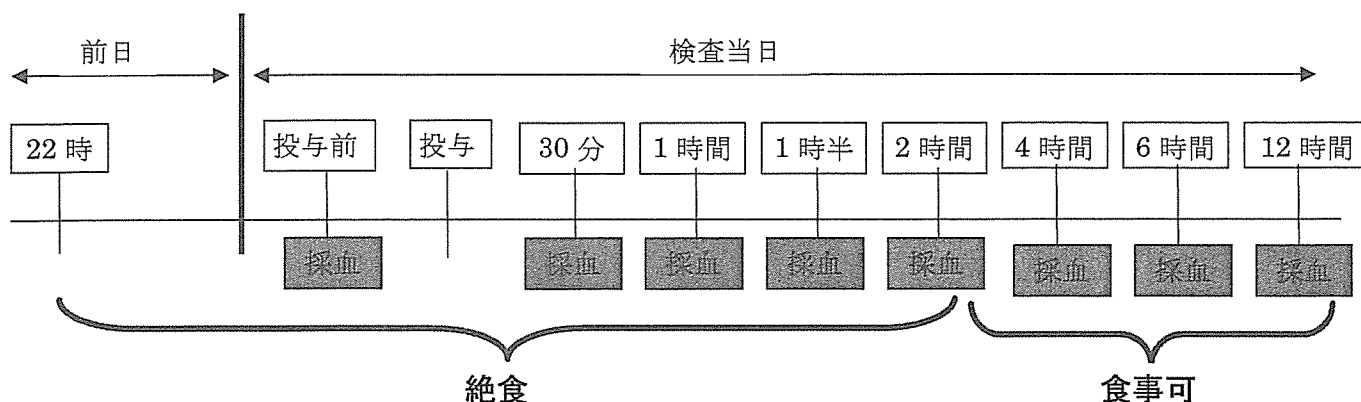 前日 検査当日
22時 投与前 投与 30分 1時間 1時半 2時間 4時間 6時間 12時間
採血 採血 採血 採血 採血 採血 採血 採血
絶食 食事可